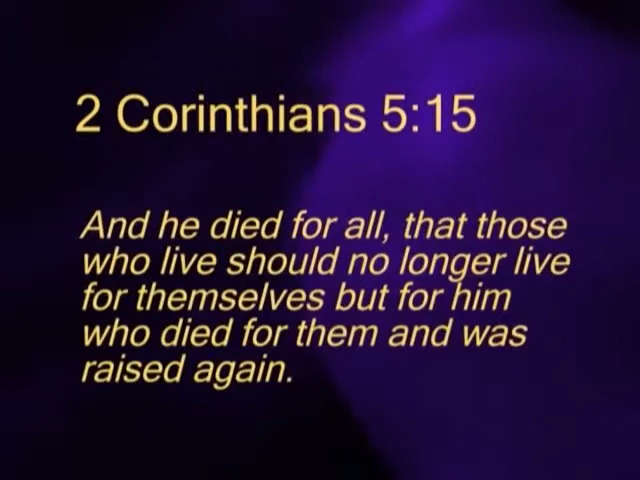 2 Corinthians 5:15
And he died for all, that those
who live should no longer live
for themselves but for him
who died for them and was
raised again.